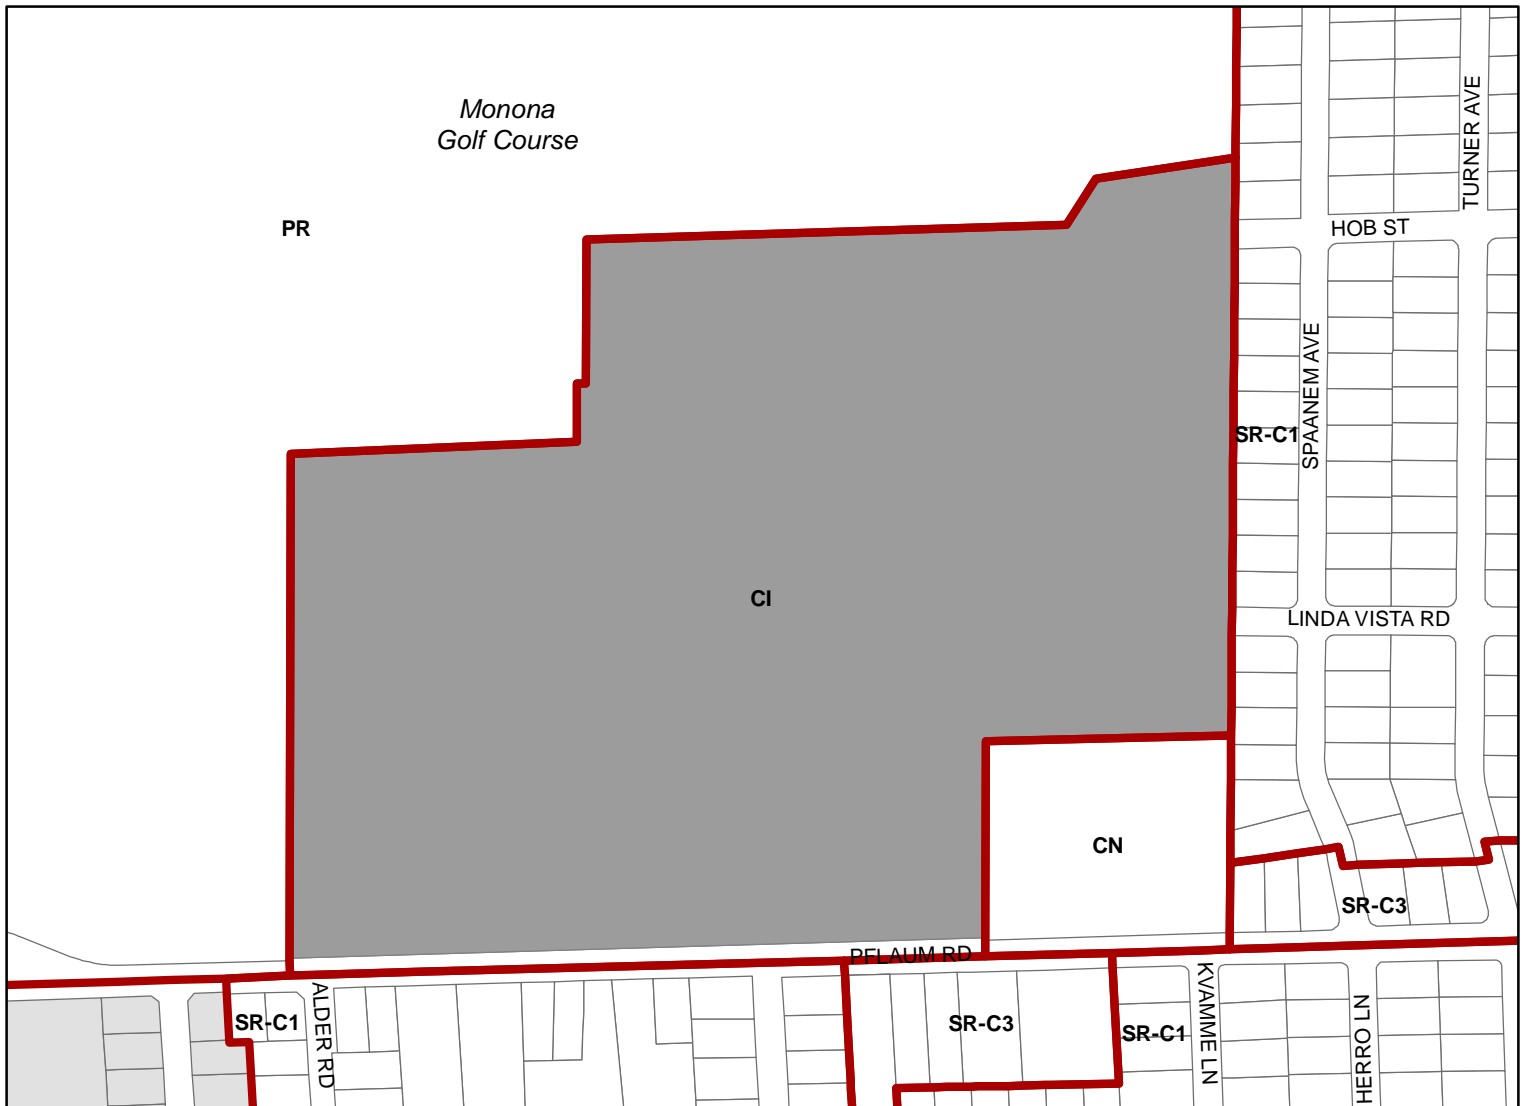 Monona
Golf Course
TURNER AVE
PR
HOB ST
SPAANEM AVE
SR-C1
CI
LINDA VISTA RD
CN
SR-C3
PFLAUM RD
ALDER RD
SR-C1
SR-C3
SR-C1
KVAMME LN
HERRO LN